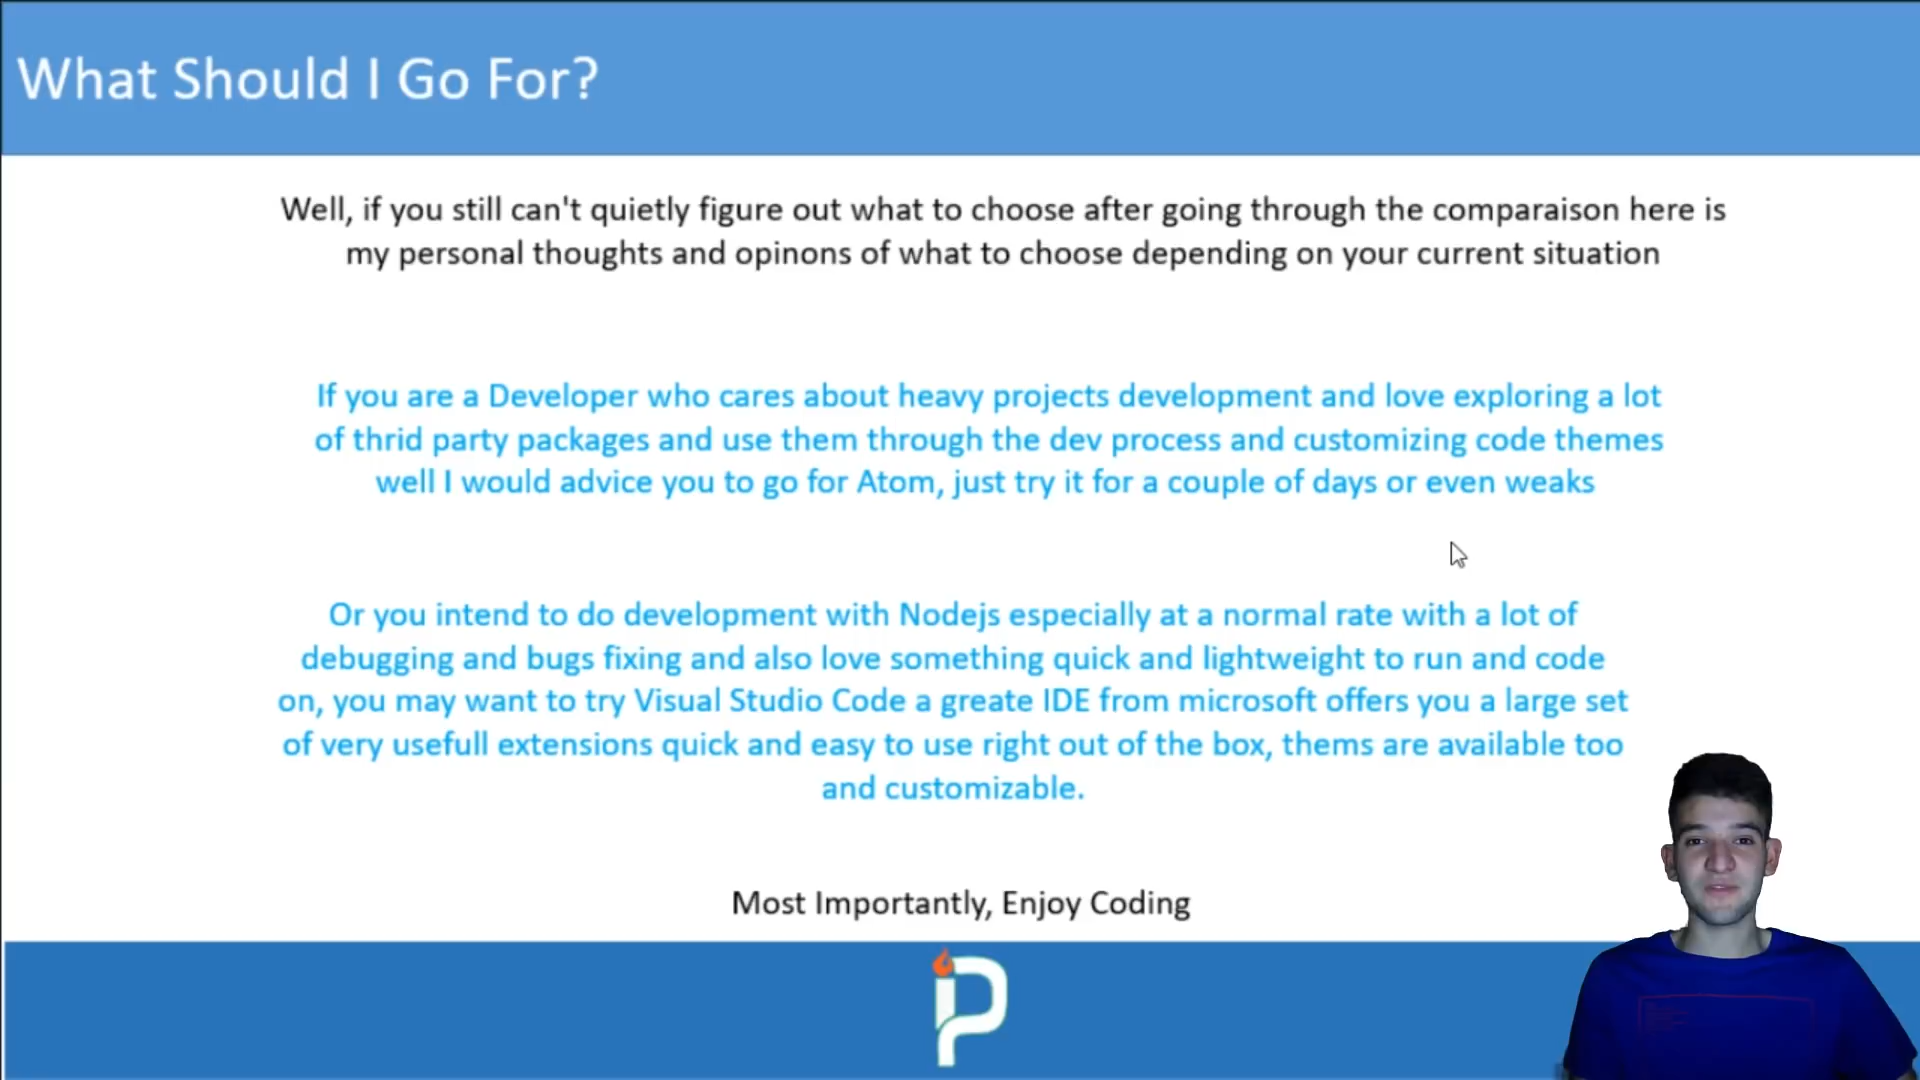 What Should I Go For?
Well, if you still can't quietly figure out what to choose after going through the comparaison here is
my personal thoughts and opinons of what to choose depending on your current situation
If you are a Developer who cares about heavy projects development and love exploring a lot
of thrid party packages and use them through the dev process and customizing code themes
well I would advice you to go for Atom, just try it for a couple of days or even weaks
Or you intend to do development with Nodejs especially at a normal rate with a lot of
debugging and bugs fixing and also love something quick and lightweight to run and code
on, you may want to try Visual Studio Code a greate IDE from microsoft offers you a large set
of very usefull extensions quick and easy to use right out of the box, thems are available too
and customizable.
Most Importantly, Enjoy Coding